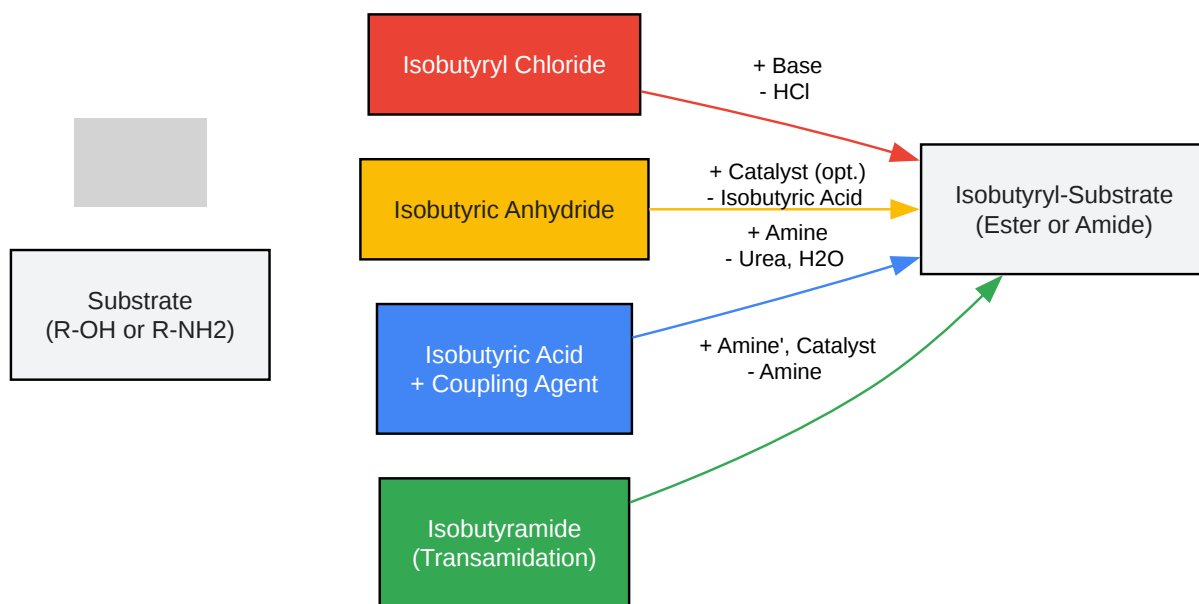 Isobutyryl Chloride
+ Base
- HCl
Isobutyric Anhydride
+ Catalyst (opt.)
- Isobutyric Acid
Isobutyryl-Substrate
(Ester or Amide)
+ Amine
- Urea, H2O
Substrate
(R-OH or R-NH2)
Isobutyric Acid
+ Coupling Agent
+ Amine', Catalyst
- Amine
Isobutyramide
(Transamidation)